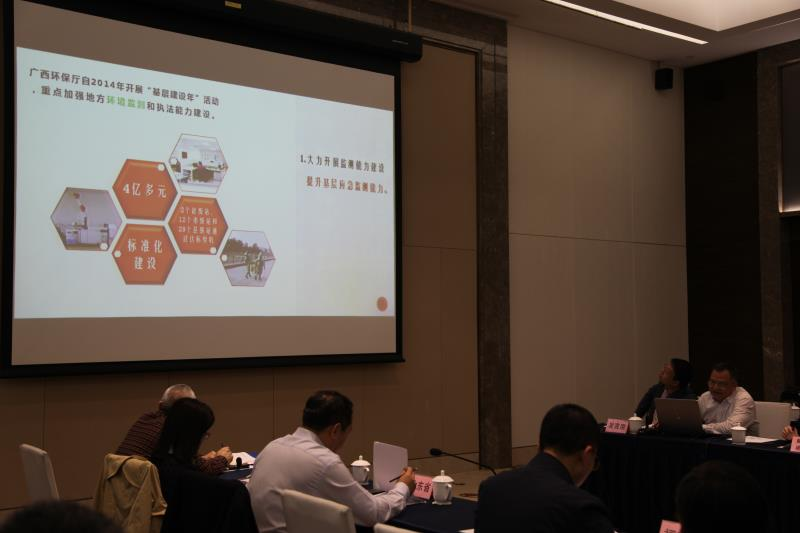 广西环保厅自2014年开展“基层建设年”活动
，重点加强地方环境监测和执法能力建设。
4亿多元
标准化
建设
1.大力开展监测能力建设
提升基层应急监测能力。
东省